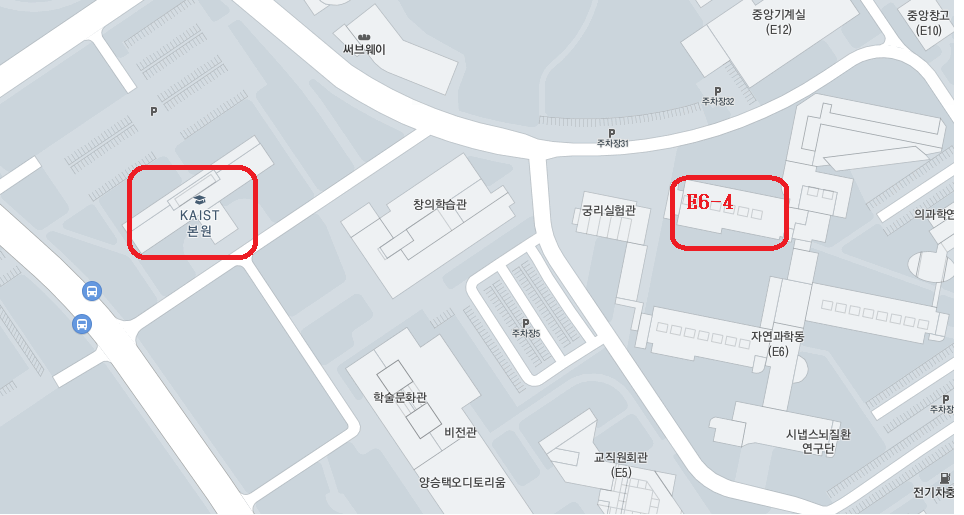 중앙기계실
(E12)
중앙창고
(E10)
써브웨이
P
주차장32
P
P
주차장31
KAIST
본원
창의학습관
궁리실험관
E6-4
의과학연
P
주차장5
자연과학동
(E6)
학술문화관
비전관
양승택오디토리움
교직원회관
(E5)
시냅스뇌질환
연구단
P
주차장
전기차충